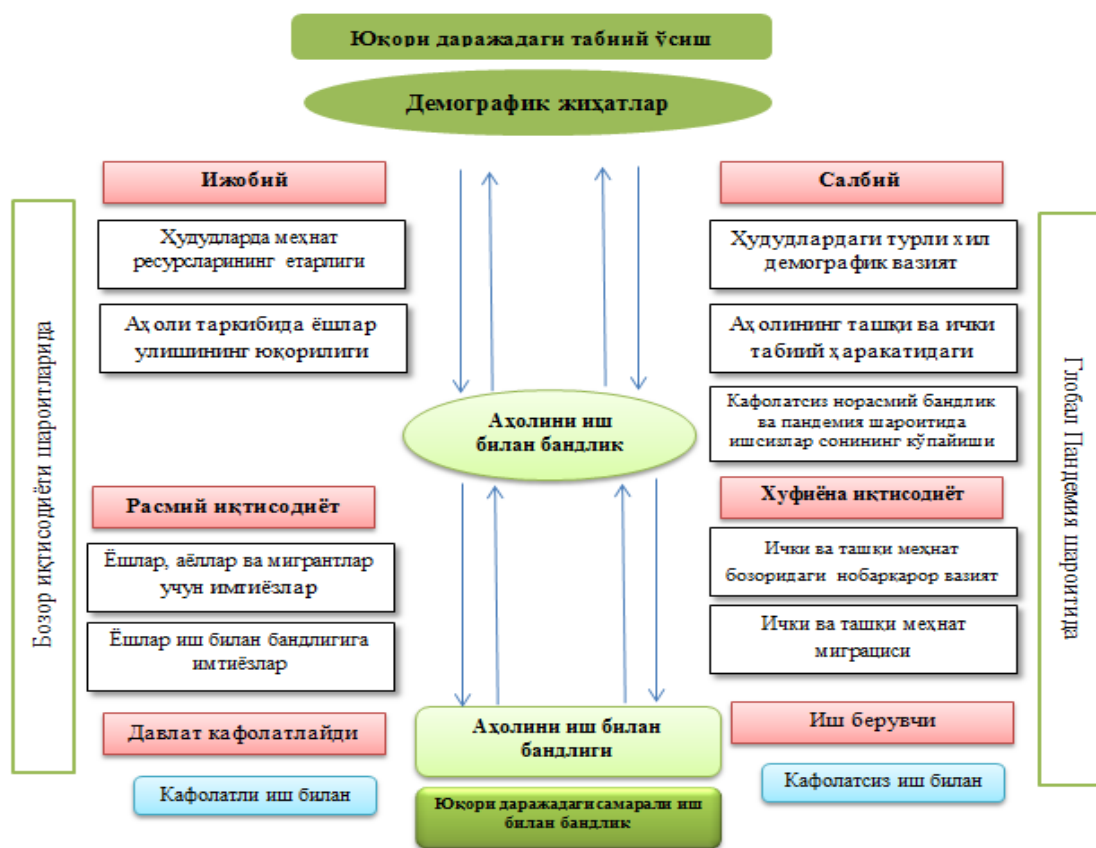 Юқори даражадаги табиий ўсиш
Демографик жиҳатлар
Ижобий
Салбий
Бозор иқтисодиёти шароитларида
Глобал Пандемия шароитида
Ҳудудларда меҳнат
ресурсларининг етарлиги
Ҳудудлардаги турли хил
демографик вазият
Аҳоли таркибида ёшлар
улишининг юқорилиги
Аҳолининг ташқи ва ички
табиий ҳаракатидаги
Аҳолини иш
билан бандлик
Кафолатсиз норасмий бандлик
ва пандемия шароитида
ишсизлар сонининг кўпайиши
Расмий иқтисодиёт
Хуфиёна иқтисодиёт
Ёшлар, аёллар ва мигрантлар
учун имтиёзлар
Ички ва ташқи меҳнат
бозоридаги нобарқарор вазият
Ёшлар иш билан бандлигига
имтиёзлар
Ички ва ташқи меҳнат
миграциси
Давлат кафолатлайди
Аҳолини иш билан
бандлиги
Иш берувчи
Кафолатли иш билан
Кафолатсиз иш билан
Юқори даражадаги самарали иш
билан бандлик